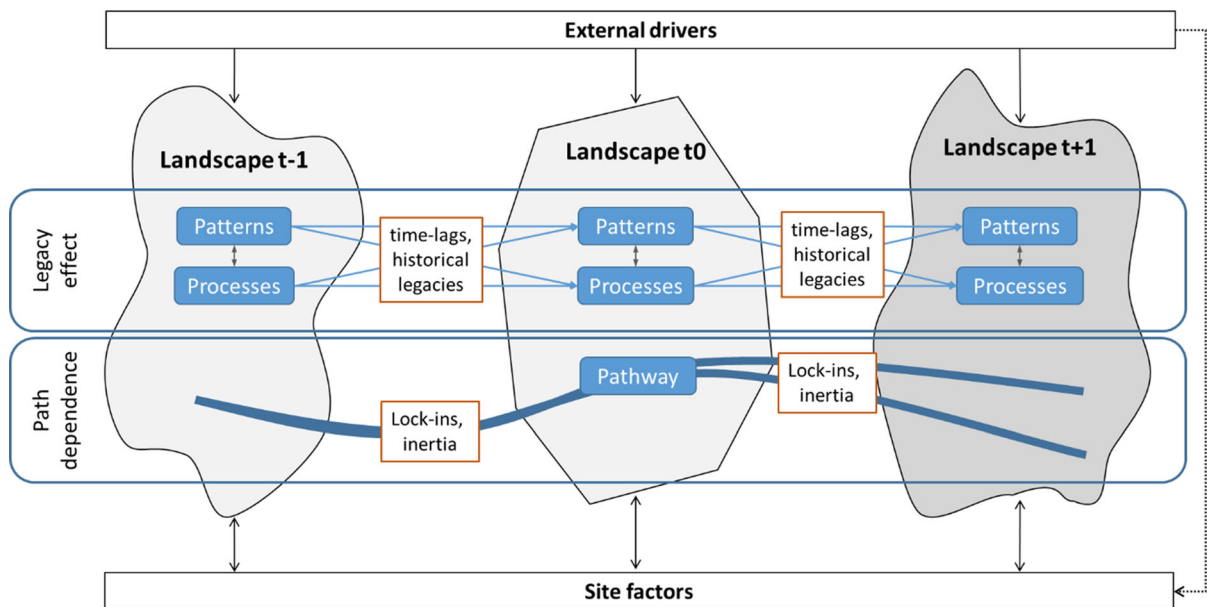 External drivers
Landscape t-1
Landscape t0
Landscape t+1
Legacy
effect
Patterns
Processes
time-lags,
historical
legacies
Patterns
Processes
time-lags,
historical
legacies
Patterns
Processes
Path
dependence
Lock-ins,
inertia
Pathway
Lock-ins,
inertia
Site factors